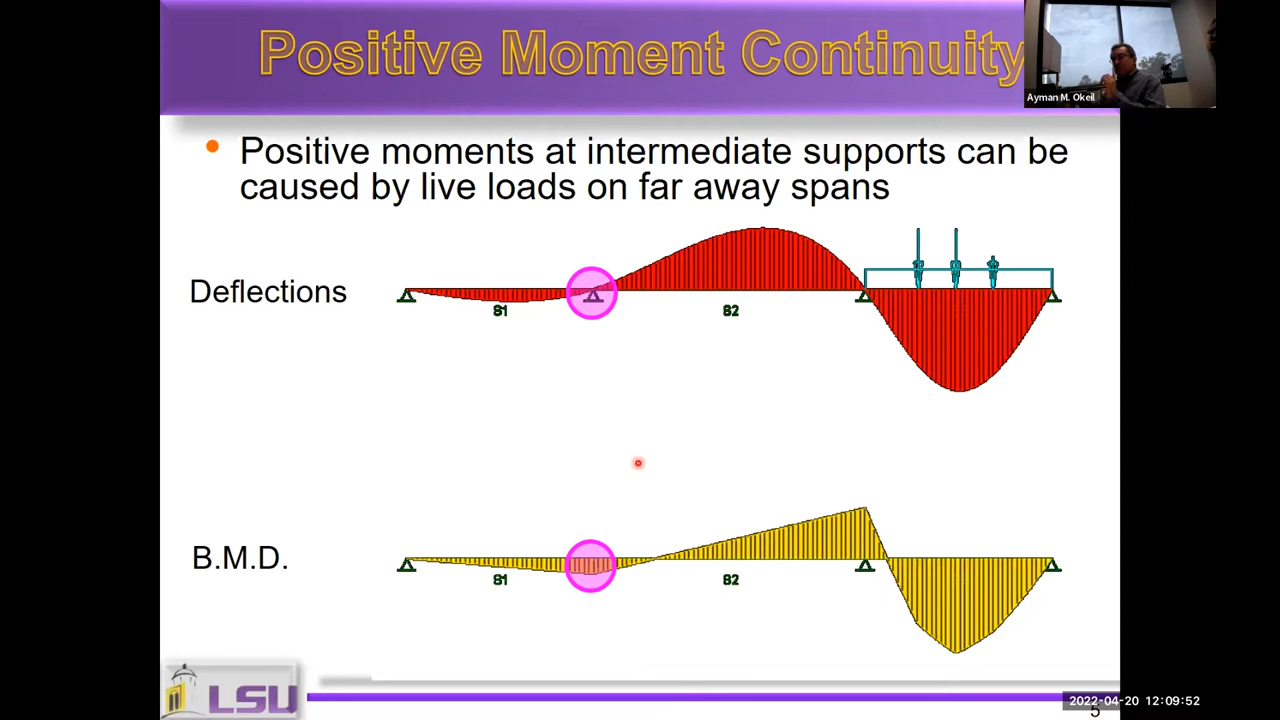 Positive Moment Continuity
Ayman M. Okeil
• Positive moments at intermediate supports can be
caused by live loads on far away spans
Deflections
S1
S2
B.M.D.
S1
S2
LSU
2022-04-20 12:09:52
5